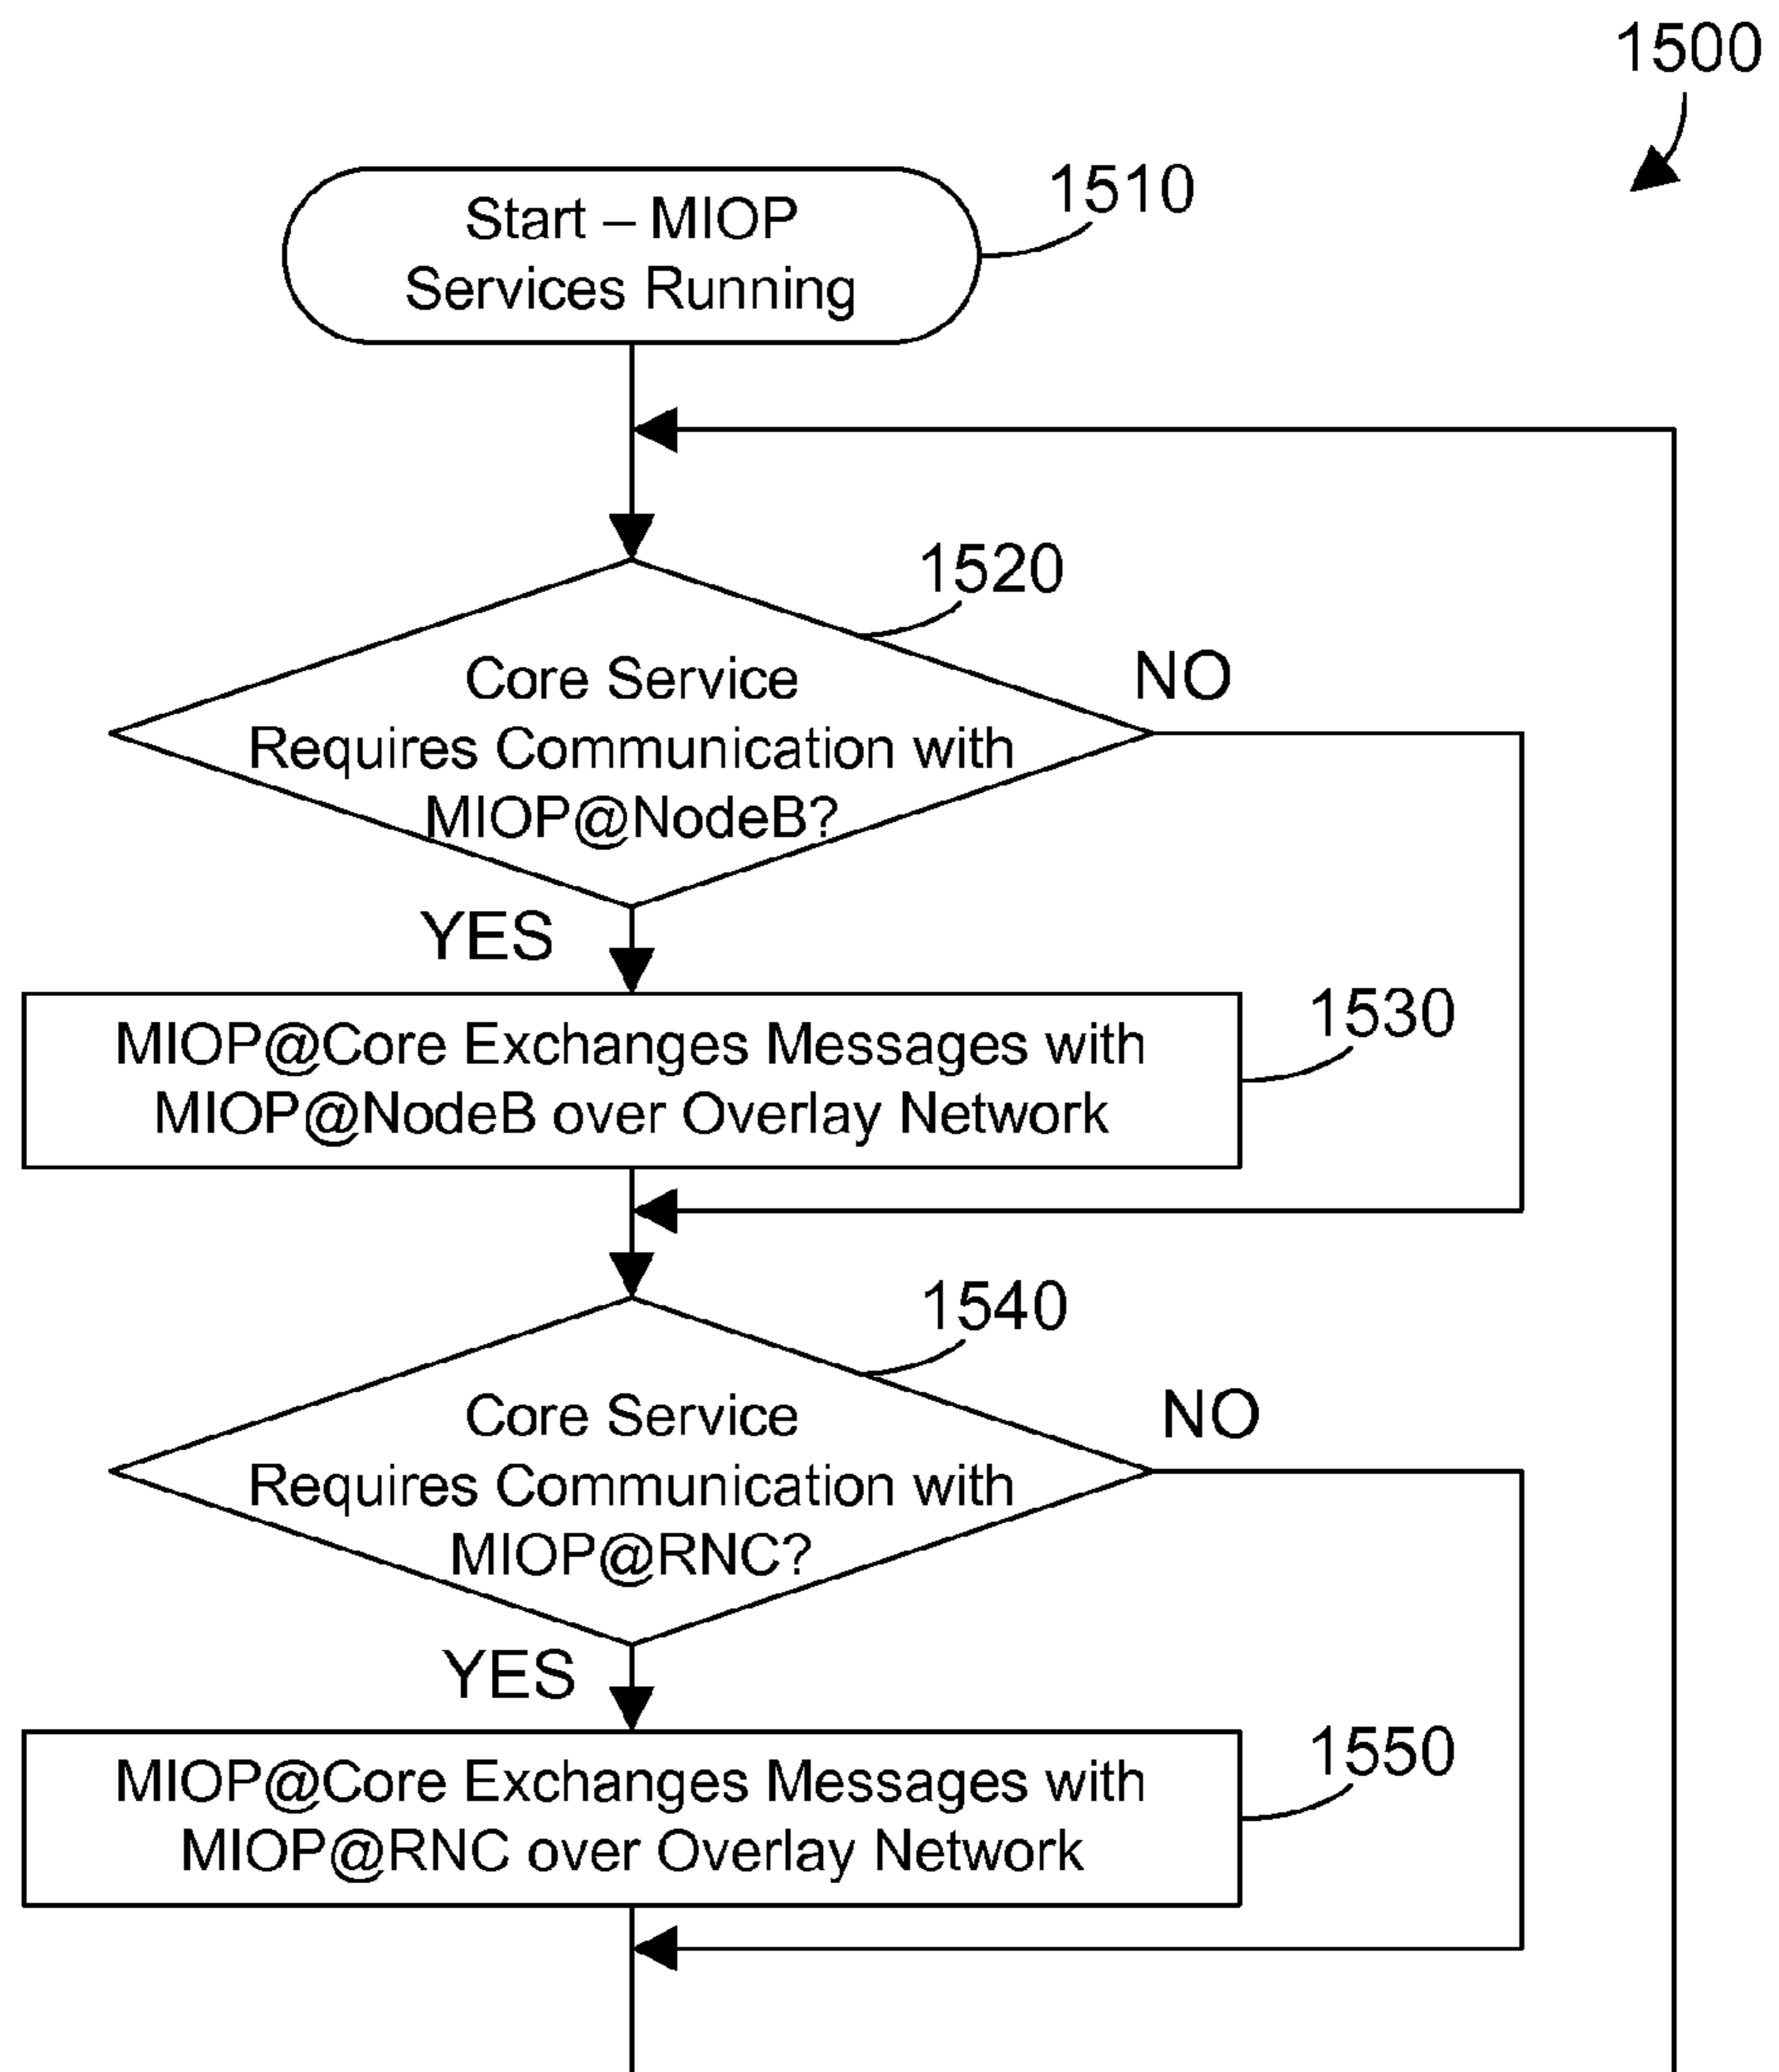 1500
1510
Start – MIOP
Services Running
1520
Core Service
Requires Communication with
MIOP@NodeB?
NO
YES
1530
MIOP@Core Exchanges Messages with
MIOP@NodeB over Overlay Network
1540
Core Service
Requires Communication with
MIOP@RNC?
NO
YES
1550
MIOP@Core Exchanges Messages with
MIOP@RNC over Overlay Network